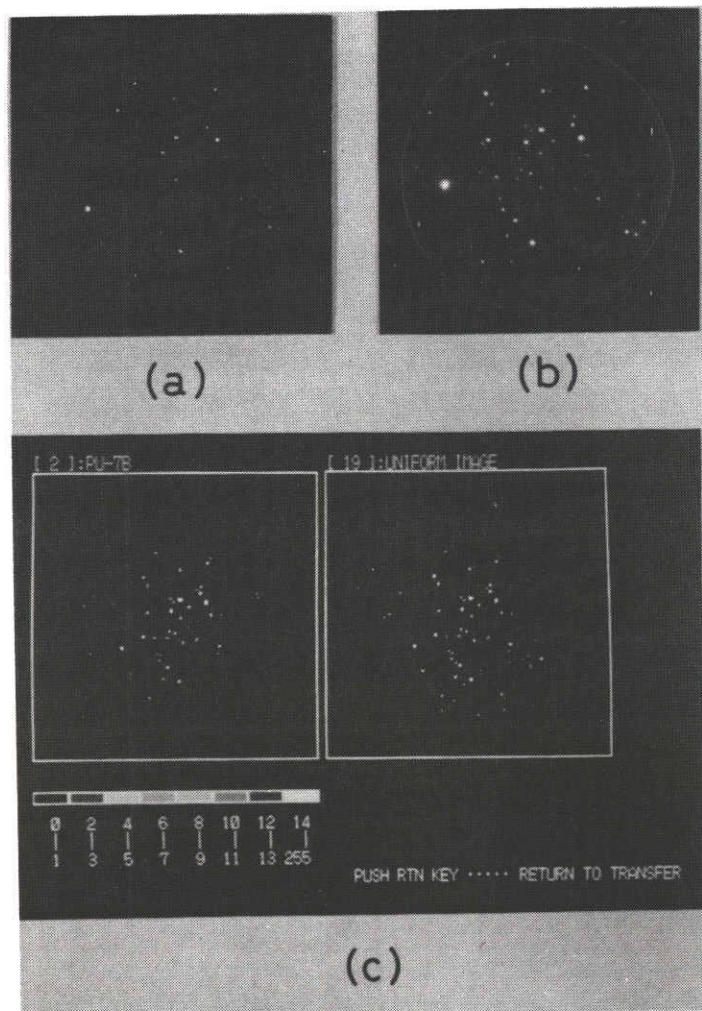 (a)
(b)
[ 2 ]:PU-7B
[ 19 ]:UNIFORM IMAGE
0 2 4 6 8 10 12 14
1 3 5 7 9 11 13 255
PUSH RTN KEY ····· RETURN TO TRANSFER
(c)